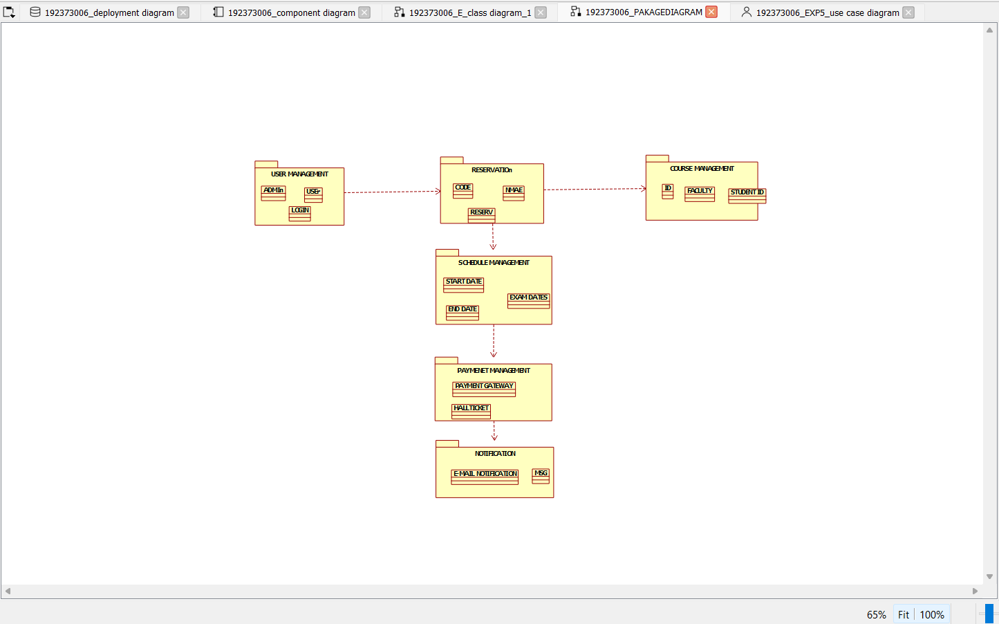 192373006_deployment diagram
192373006_component diagram
192373006_E_class diagram_1
192373006_PAKAGEDIAGRAM
192373006_EXP5_use case diagram
USER MANAGEMENT
ADMIn
USEr
LOGIN
RESERVATIOn
CODE
NMAE
RESERV
COURSE MANAGEMENT
ID
FACULTY
STUDENT ID
SCHEDULE MANAGEMENT
START DATE
EXAM DATES
END DATE
PAYMENET MANAGEMENT
PAYMENT GATEWAY
HALLTICKET
NOTIFICATION
E-MAIL NOTIFICATION
MSG
65%
Fit
100%